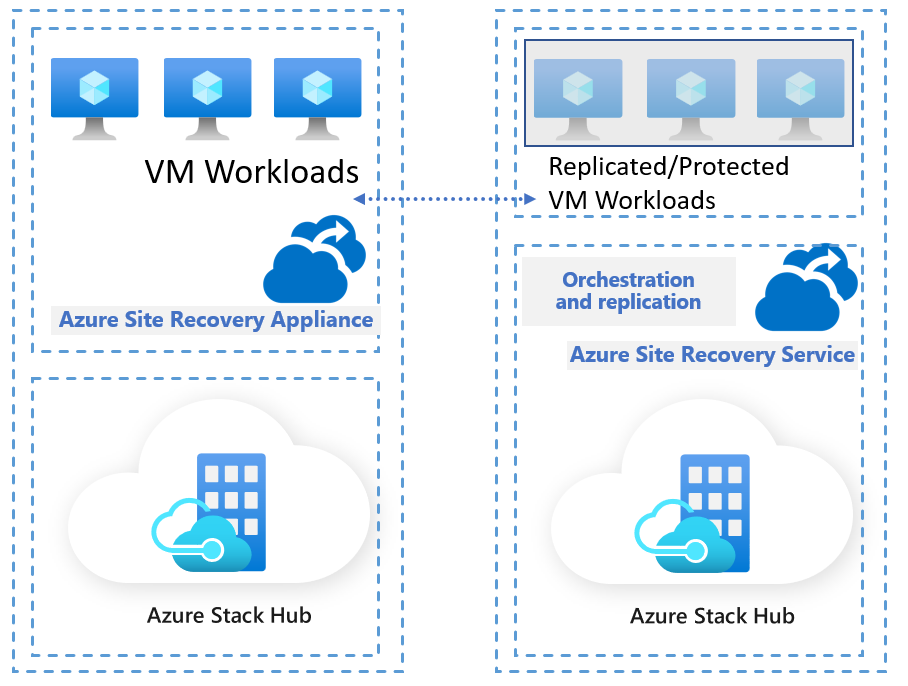 VM Workloads
Azure Site Recovery Appliance
Azure Stack Hub
Replicated/Protected
VM Workloads
Orchestration
and replication
Azure Site Recovery Service
Azure Stack Hub